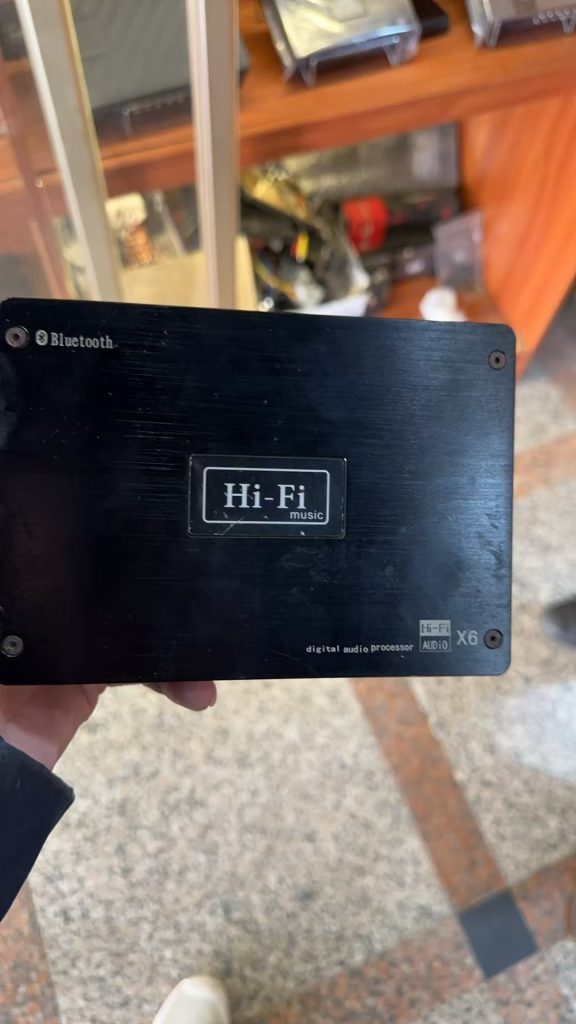 Bluetooth
Hi-Fi
music
Hi-Fi
AUDiO
digital audio processor
X6